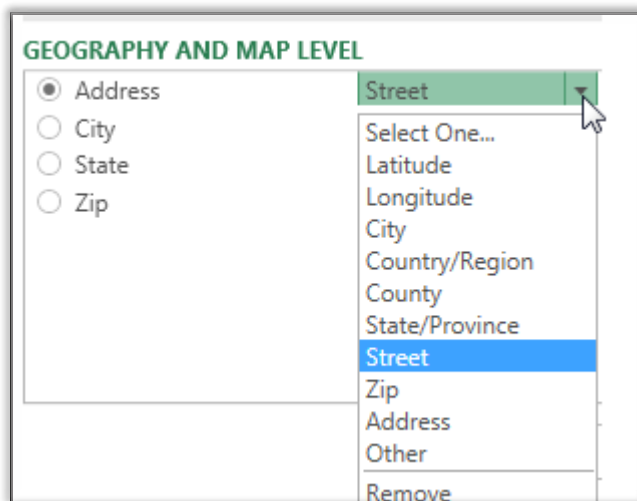 GEOGRAPHY AND MAP LEVEL
Address
Street
City
State
Zip
Select One...
Latitude
Longitude
City
Country/Region
County
State/Province
Street
Zip
Address
Other
Remove